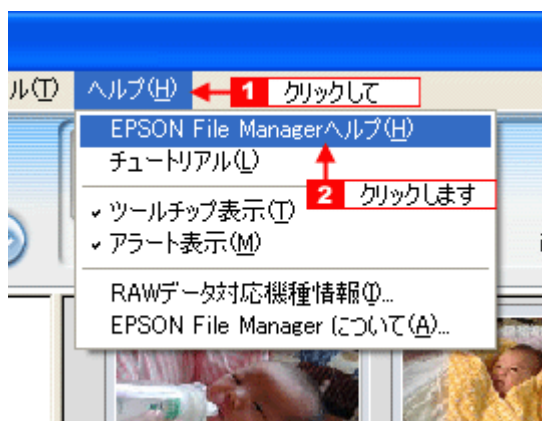 ル(T) ヘルプ(H) 1 クリックして
EPSON File Managerヘルプ(H)
チュートリアル(L)
2 クリックします
ツールチップ表示(T)
アラート表示(M)
RAWデータ対応機種情報(I)...
EPSON File Manager について(A)...